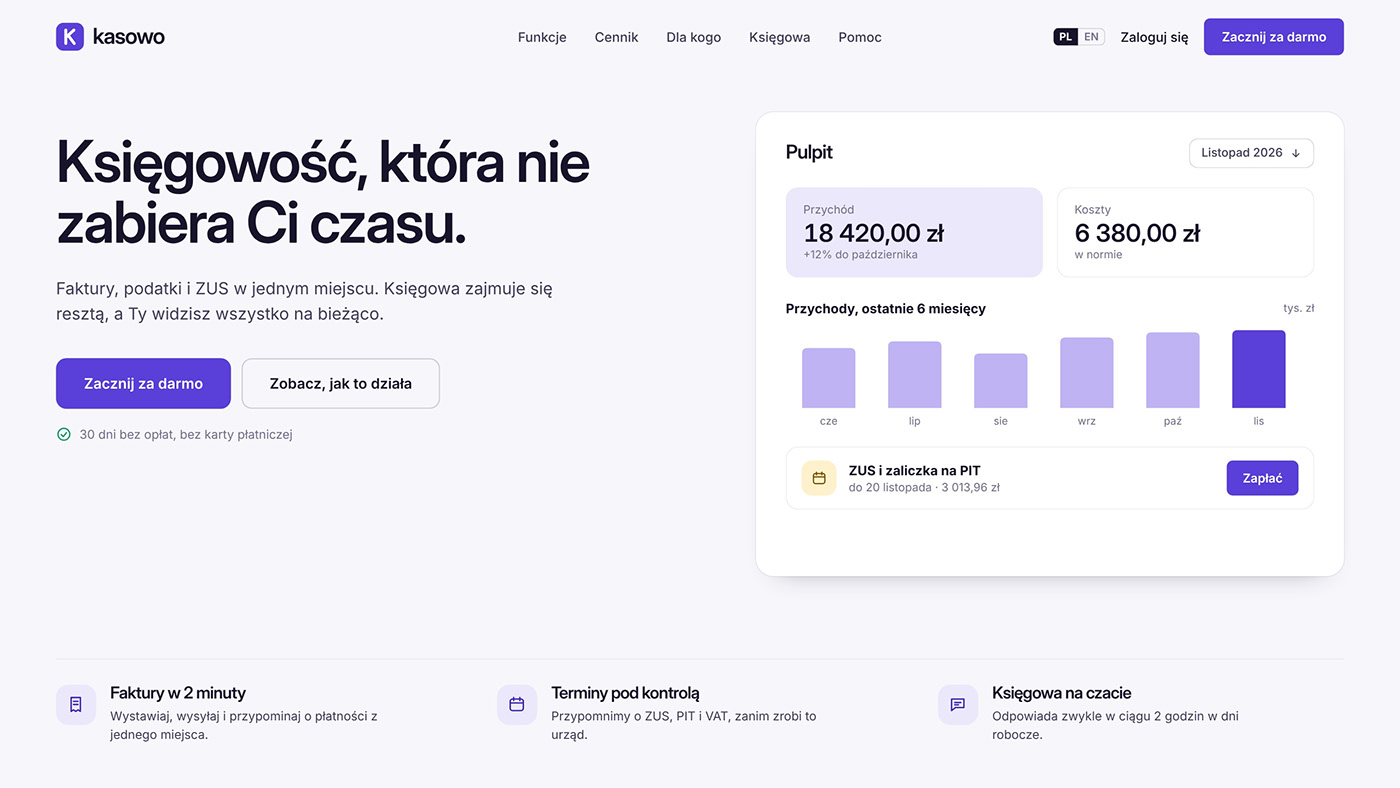 kasowo
Funkcje
Cennik
Dla kogo
Księgowa
Pomoc
PL
EN
Zaloguj się
Zacznij za darmo
Księgowość, która nie
zabiera Ci czasu.
Faktury, podatki i ZUS w jednym miejscu. Księgowa zajmuje się
resztą, a Ty widzisz wszystko na bieżąco.
Zacznij za darmo
Zobacz, jak to działa
30 dni bez opłat, bez karty płatniczej
Pulpit
Listopad 2026 ↓
Przychód
18 420,00 zł
+12% do października
Koszty
6 380,00 zł
w normie
Przychody, ostatnie 6 miesięcy
tys. zł
cze
lip
sie
wrz
paź
lis
ZUS i zaliczka na PIT
do 20 listopada · 3 013,96 zł
Zapłać
Faktury w 2 minuty
Wystawiaj, wysyłaj i przypominaj o płatności z
jednego miejsca.
Terminy pod kontrolą
Przypomnimy o ZUS, PIT i VAT, zanim zrobi to
urząd.
Księgowa na czacie
Odpowiada zwykle w ciągu 2 godzin w dni
robocze.